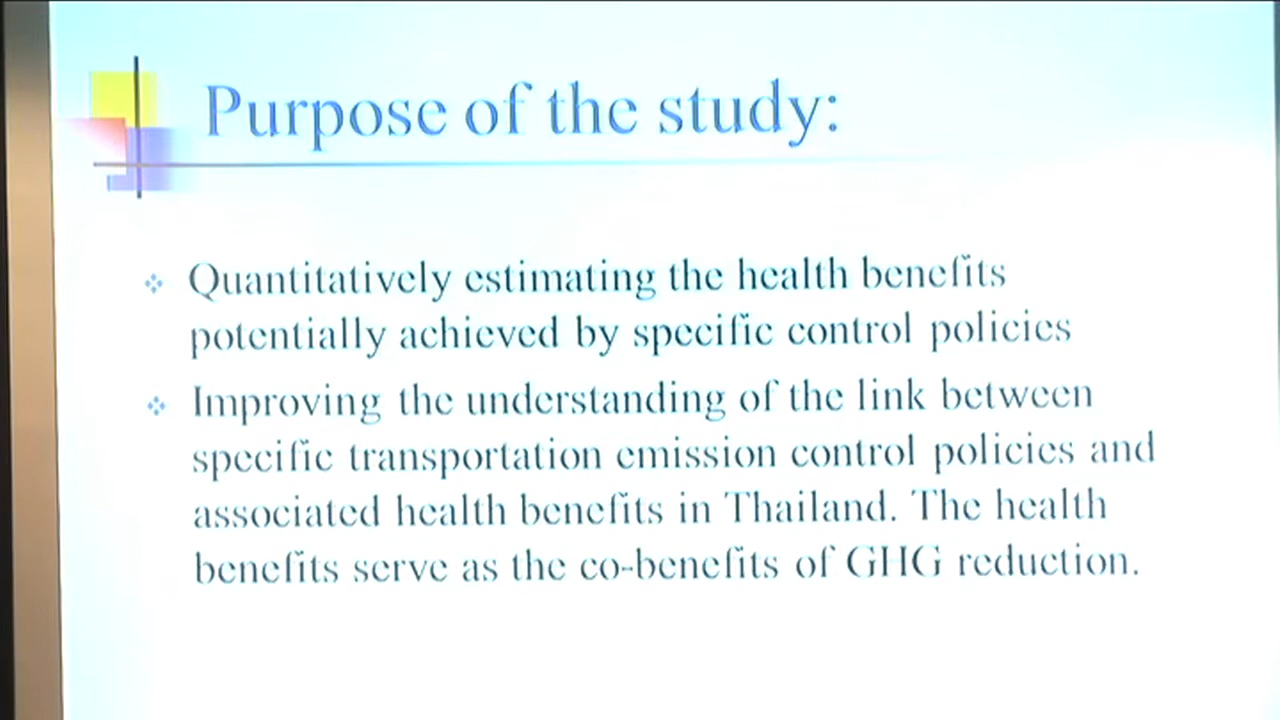 Purpose of the study:
Quantitatively estimating the health benefits
potentially achieved by specific control policies
Improving the understanding of the link between
specific transportation emission control policies and
associated health benefits in Thailand. The health
benefits serve as the co-benefits of GHG reduction.